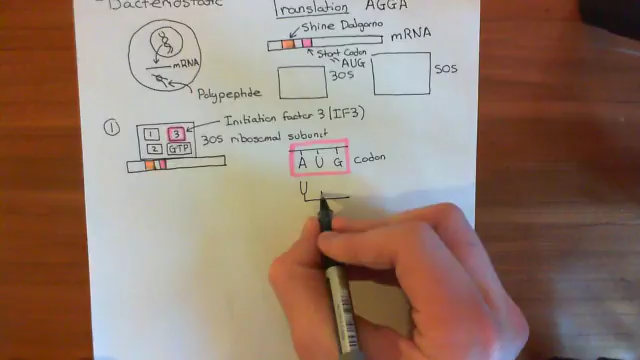 - Bacteriostatic
Translation AGGA
Shine Dalgarno
mRNA
Start Codon
AUG
30S
50S
mRNA
Polypeptide
1
Initiation factor 3 (IF3)
1 3
2 GTP
30S ribosomal subunit
A U G Codon
U